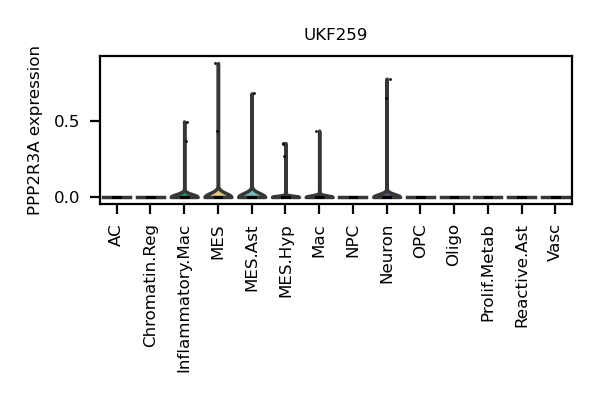 UKF259
PPP2R3A expression
0.5
0.0
AC
Chromatin.Reg
Inflammatory.Mac
MES
MES.Ast
MES.Hyp
Mac
NPC
Neuron
OPC
Oligo
Prolif.Metab
Reactive.Ast
Vasc